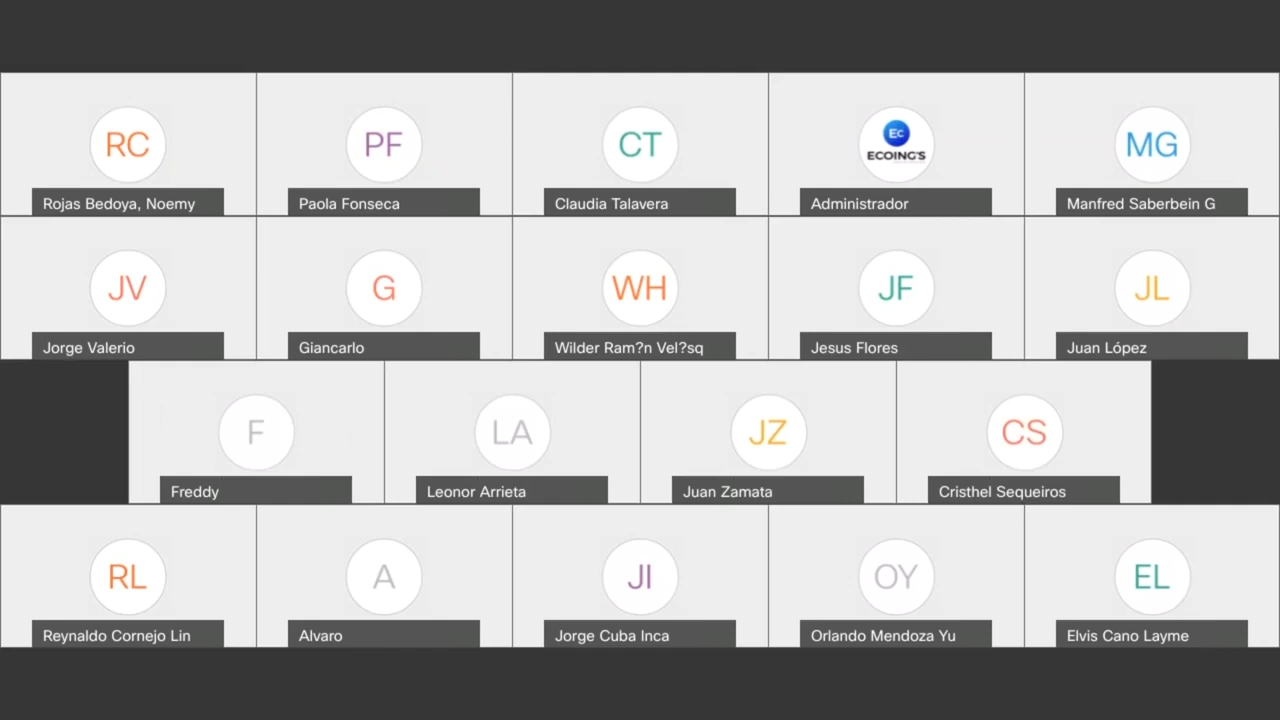 RC
Rojas Bedoya, Noemy
PF
Paola Fonseca
CT
Claudia Talavera
Ec
ECOING'S
Administrador
MG
Manfred Saberbein G
JV
Jorge Valerio
G
Giancarlo
WH
Wilder Ram?n Vel?sq
JF
Jesus Flores
JL
Juan López
F
Freddy
LA
Leonor Arrieta
JZ
Juan Zamata
CS
Cristhel Sequeiros
RL
Reynaldo Cornejo Lin
A
Alvaro
JI
Jorge Cuba Inca
OY
Orlando Mendoza Yu
EL
Elvis Cano Layme